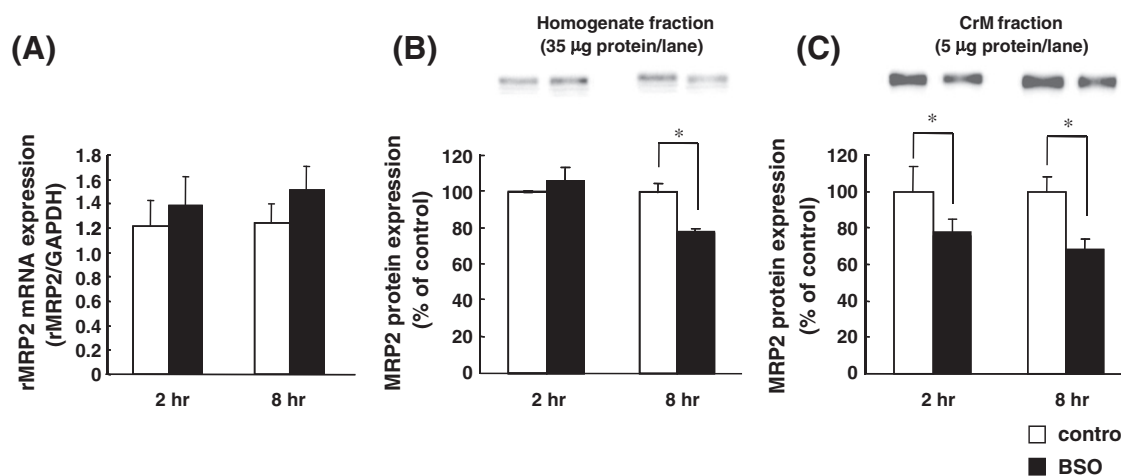 (A)
rMRP2 mRNA expression
(rMRP2/GAPDH)
1.8
1.6
1.4
1.2
1.0
0.8
0.6
0.4
0.2
0
2 hr
8 hr
(B)
Homogenate fraction
(35 µg protein/lane)
MRP2 protein expression
(% of control)
120
100
80
60
40
20
0
*
2 hr
8 hr
(C)
CrM fraction
(5 µg protein/lane)
MRP2 protein expression
(% of control)
120
100
80
60
40
20
0
*
*
2 hr
8 hr
control
BSO